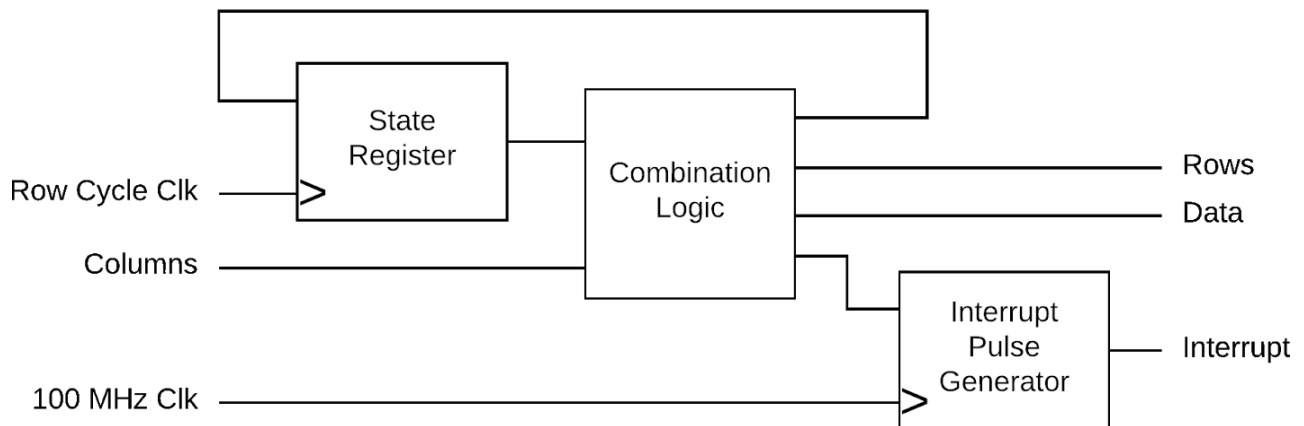 State
Register
Row Cycle Clk
Columns
100 MHz Clk
Combination
Logic
Rows
Data
Interrupt
Pulse
Generator
Interrupt